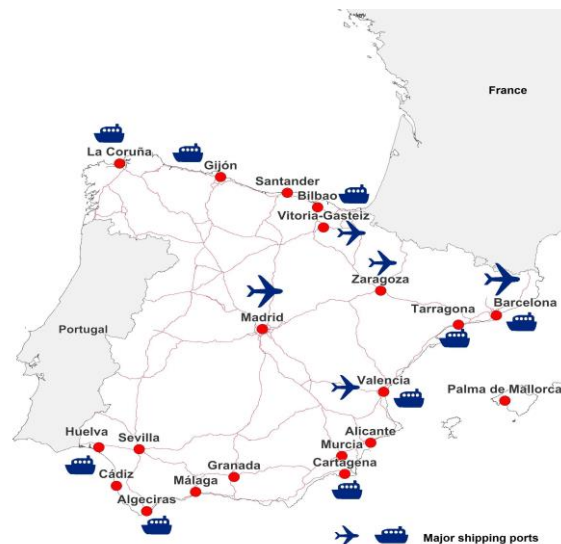 France
La Coruña
Gijón
Santander
Bilbao
Vitoria-Gasteiz
Zaragoza
Barcelona
Tarragona
Madrid
Portugal
Valencia
Palma de Mallorca
Alicante
Huelva
Sevilla
Murcia
Granada
Cartagena
Cádiz
Málaga
Algeciras
Major shipping ports